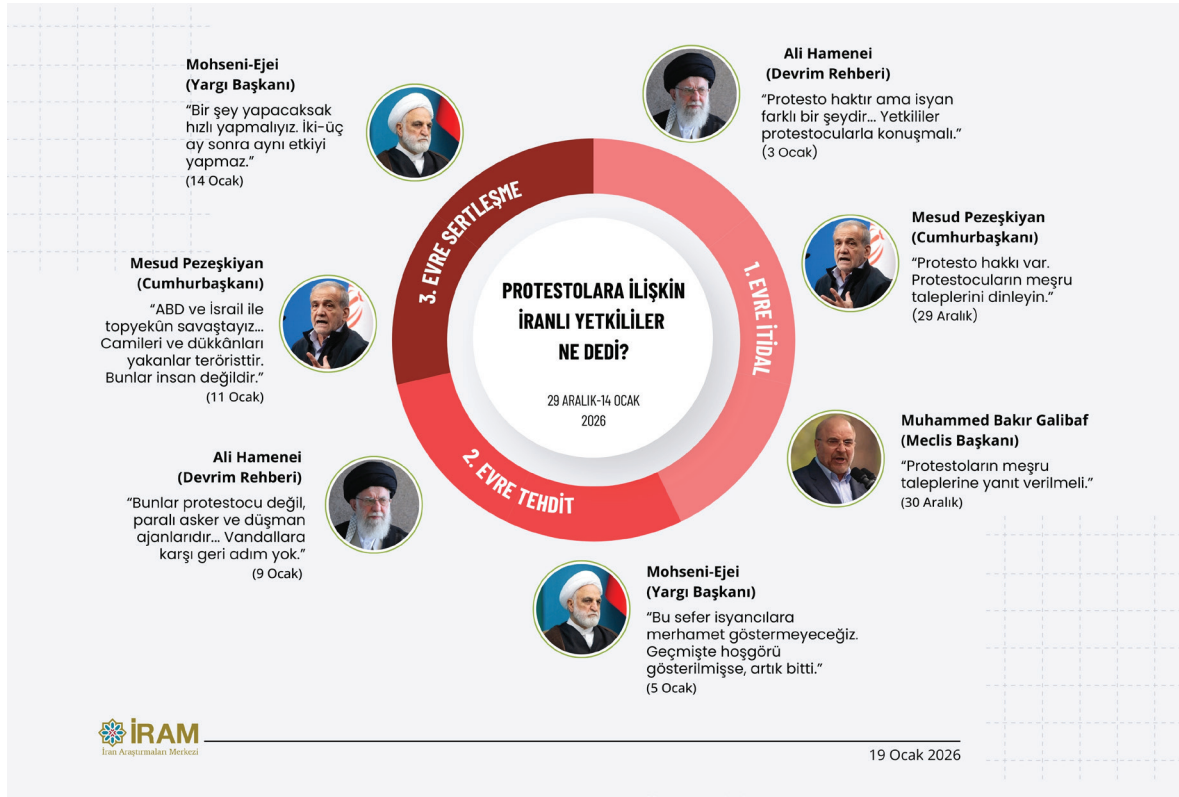 PROTESTOLARA İLİŞKİN
İRANLI YETKİLİLER
NE DEDİ?
29 ARALIK-14 OCAK
2026
1. EVRE İTİDAL
Ali Hamenei
(Devrim Rehberi)
“Protesto haktır ama isyan
farklı bir şeydir... Yetkililer
protestocularla konuşmalı.”
(3 Ocak)
Mesud Pezeşkiyan
(Cumhurbaşkanı)
“Protesto hakkı var.
Protestocuların meşru
taleplerini dinleyin.”
(29 Aralık)
Muhammed Bakır Galibaf
(Meclis Başkanı)
“Protestoların meşru
taleplerine yanıt verilmeli.”
(30 Aralık)
2. EVRE TEHDİT
Mohseni-Ejei
(Yargı Başkanı)
“Bu sefer isyancılara
merhamet göstermeyeceğiz.
Geçmişte hoşgörü
gösterilmişse, artık bitti.”
(5 Ocak)
Ali Hamenei
(Devrim Rehberi)
“Bunlar protestocu değil,
paralı asker ve düşman
ajanlarıdır... Vandallara
karşı geri adım yok.”
(9 Ocak)
3. EVRE SERTLEŞME
Mesud Pezeşkiyan
(Cumhurbaşkanı)
“ABD ve İsrail ile
topyekûn savaştayız...
Camileri ve dükkânları
yakanlar teröristtir.
Bunlar insan değildir.”
(11 Ocak)
Mohseni-Ejei
(Yargı Başkanı)
“Bir şey yapacaksak
hızlı yapmalıyız. İki-üç
ay sonra aynı etkiyi
yapmaz.”
(14 Ocak)
İRAM
İran Araştırmaları Merkezi
19 Ocak 2026